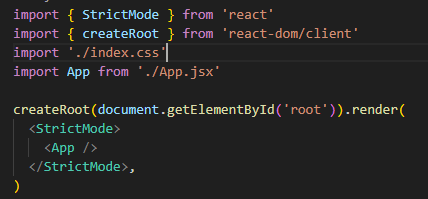 import { StrictMode } from 'react'
import { createRoot } from 'react-dom/client'
import './index.css'
import App from './App.jsx'

createRoot(document.getElementById('root')).render(
  <StrictMode>
    <App />
  </StrictMode>,
)